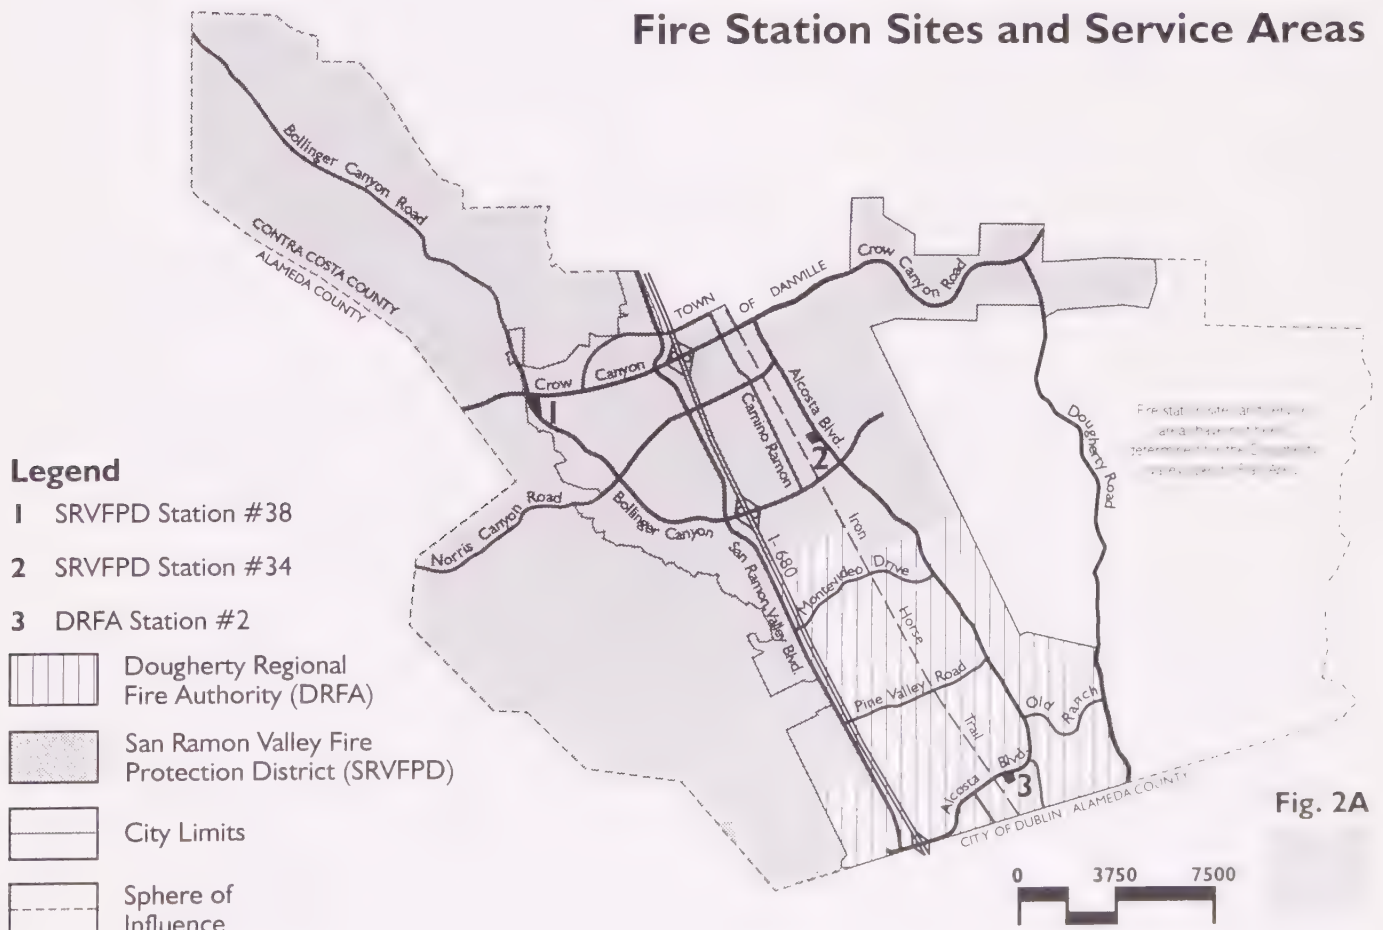 Fire Station Sites and Service Areas
Bollinger Canyon Road
CONTRA COSTA COUNTY
ALAMEDA COUNTY
TOWN OF DANVILLE
Crow Canyon Road
Crow Canyon
1
Alcosta Blvd.
Camino Ramon
2
Dougherty Road
Norris Canyon Road
Bollinger Canyon
San Ramon Valley Blvd.
I-680
Iron Horse Trail
Montevideo Drive
Pine Valley Road
Old Ranch
Alcosta Blvd.
3
CITY OF DUBLIN
ALAMEDA COUNTY
Legend
1 SRVFPD Station #38
2 SRVFPD Station #34
3 DRFA Station #2
Dougherty Regional
Fire Authority (DRFA)
San Ramon Valley Fire
Protection District (SRVFPD)
City Limits
Sphere of
Influence
Fig. 2A
0 3750 7500